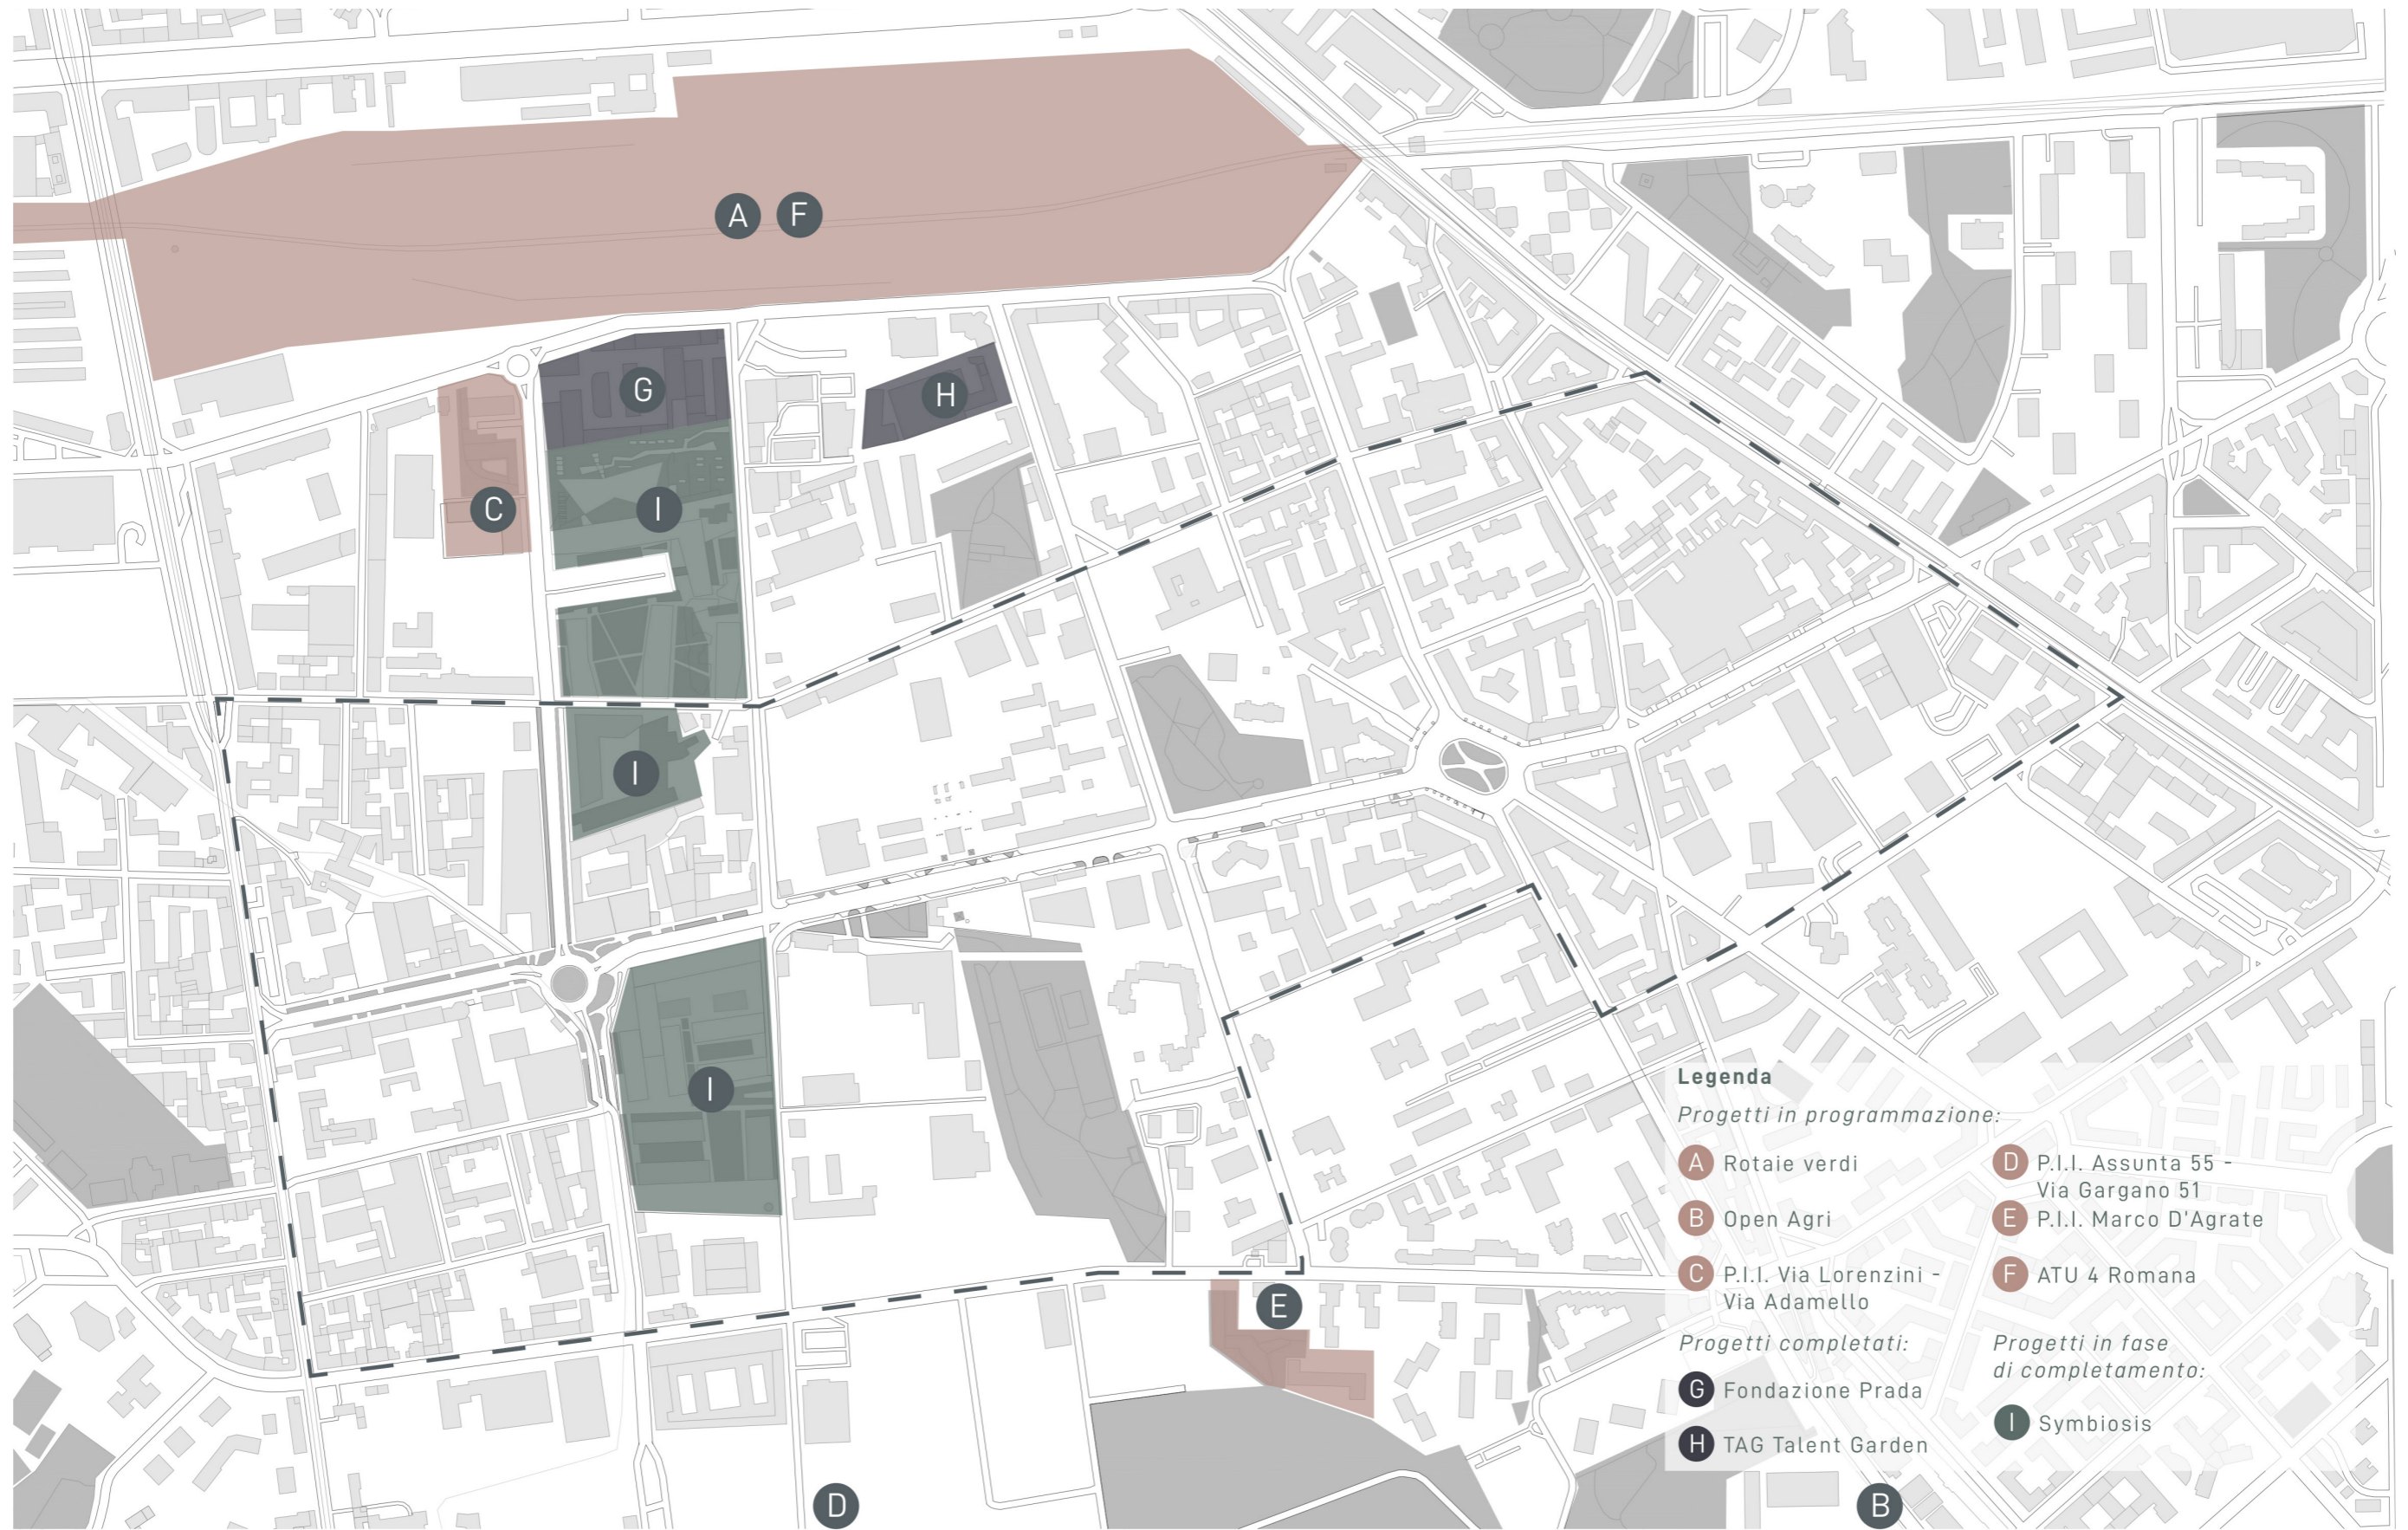 A F
G
H
C
I
I
I
E
D
B
Legenda
Progetti in programmazione:
A Rotaie verdi
B Open Agri
C P.I.I. Via Lorenzini -
Via Adamello
D P.I.I. Assunta 55 -
Via Gargano 51
E P.I.I. Marco D'Agrate
F ATU 4 Romana
Progetti completati:
G Fondazione Prada
H TAG Talent Garden
Progetti in fase
di completamento:
I Symbiosis